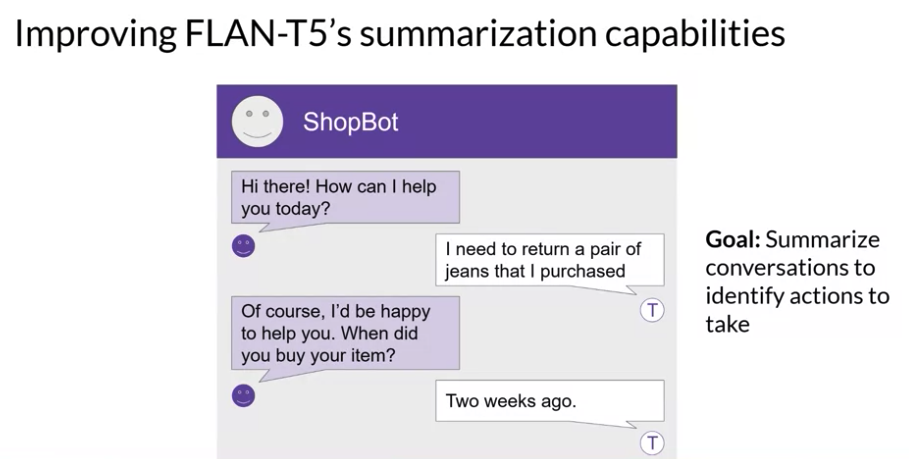 Improving FLAN-T5’s summarization capabilities
ShopBot
Hi there! How can I help
you today?
I need to return a pair of
jeans that I purchased
T
Of course, I’d be happy
to help you. When did
you buy your item?
Two weeks ago.
T
Goal: Summarize
conversations to
identify actions to
take